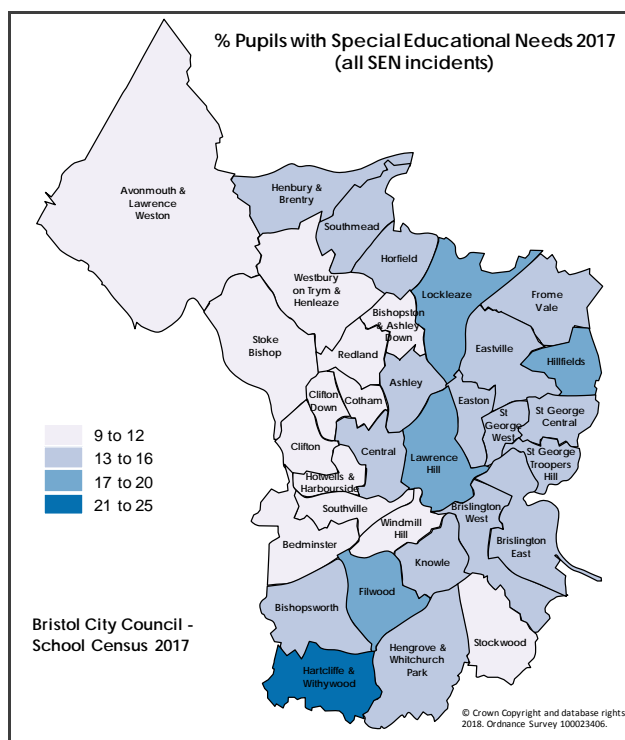 % Pupils with Special Educational Needs 2017
(all SEN incidents)
Avonmouth &
Lawrence
Weston
Henbury &
Brentry
Southmead
Horfield
Westbury
on Trym &
Henleaze
Lockleaze
Frome
Vale
Bishopston
& Ashley
Down
Stoke
Bishop
Redland
Eastville
Hillfields
Ashley
Clifton
Down
Cotham
Easton
St
George
West
St George
Central
Clifton
Central
Lawrence
Hill
St George
Troopers
Hill
Hotwells &
Harbourside
Southville
Windmill
Hill
Brislington
West
Bedminster
Brislington
East
Knowle
Filwood
Bishopsworth
Stockwood
Hengrove &
Whitchurch
Park
Hartcliffe &
Withywood
9 to 12
13 to 16
17 to 20
21 to 25
Bristol City Council -
School Census 2017
© Crown Copyright and database rights
2018. Ordnance Survey 100023406.